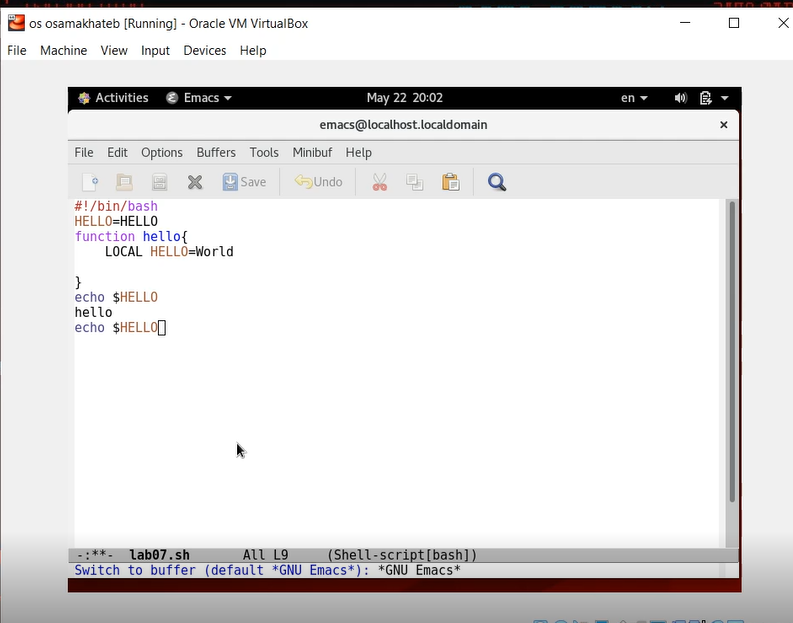 os osamakhateb [Running] - Oracle VM VirtualBox
File Machine View Input Devices Help
Activities Emacs May 22 20:02 en
emacs@localhost.localdomain
File Edit Options Buffers Tools Minibuf Help
Save Undo
#!/bin/bash
HELLO=HELLO
function hello{
    LOCAL HELLO=World
}
echo $HELLO
hello
echo $HELLO
-:**- lab07.sh All L9 (Shell-script[bash])
Switch to buffer (default *GNU Emacs*): *GNU Emacs*